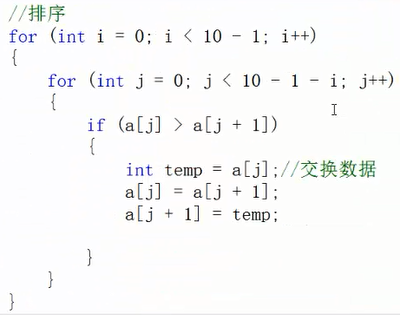 //排序
for (int i = 0; i < 10 - 1; i++)
{
for (int j = 0; j < 10 - 1 - i; j++)
{
if (a[j] > a[j + 1])
{
int temp = a[j];//交换数据
a[j] = a[j + 1];
a[j + 1] = temp;
}
}
}